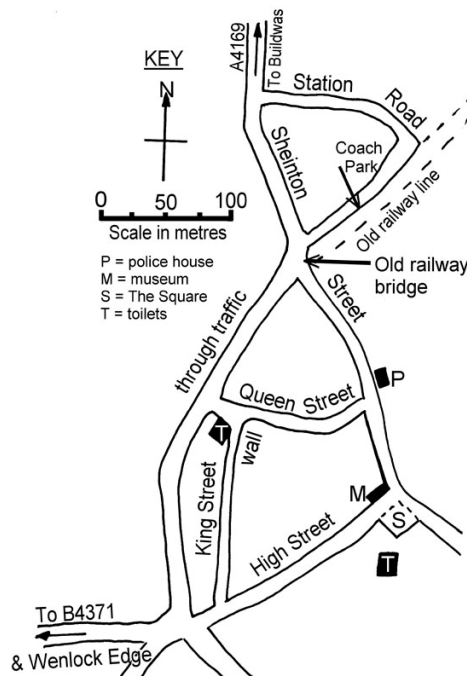 KEY
N
0 50 100
Scale in metres
P = police house
M = museum
S = The Square
T = toilets
A4169
To Buildwas
Station
Road
Sheinton
Coach
Park
Old railway line
Old railway
bridge
Street
through traffic
P
Queen Street
T
wall
King Street
M
S
High Street
T
To B4371
& Wenlock Edge